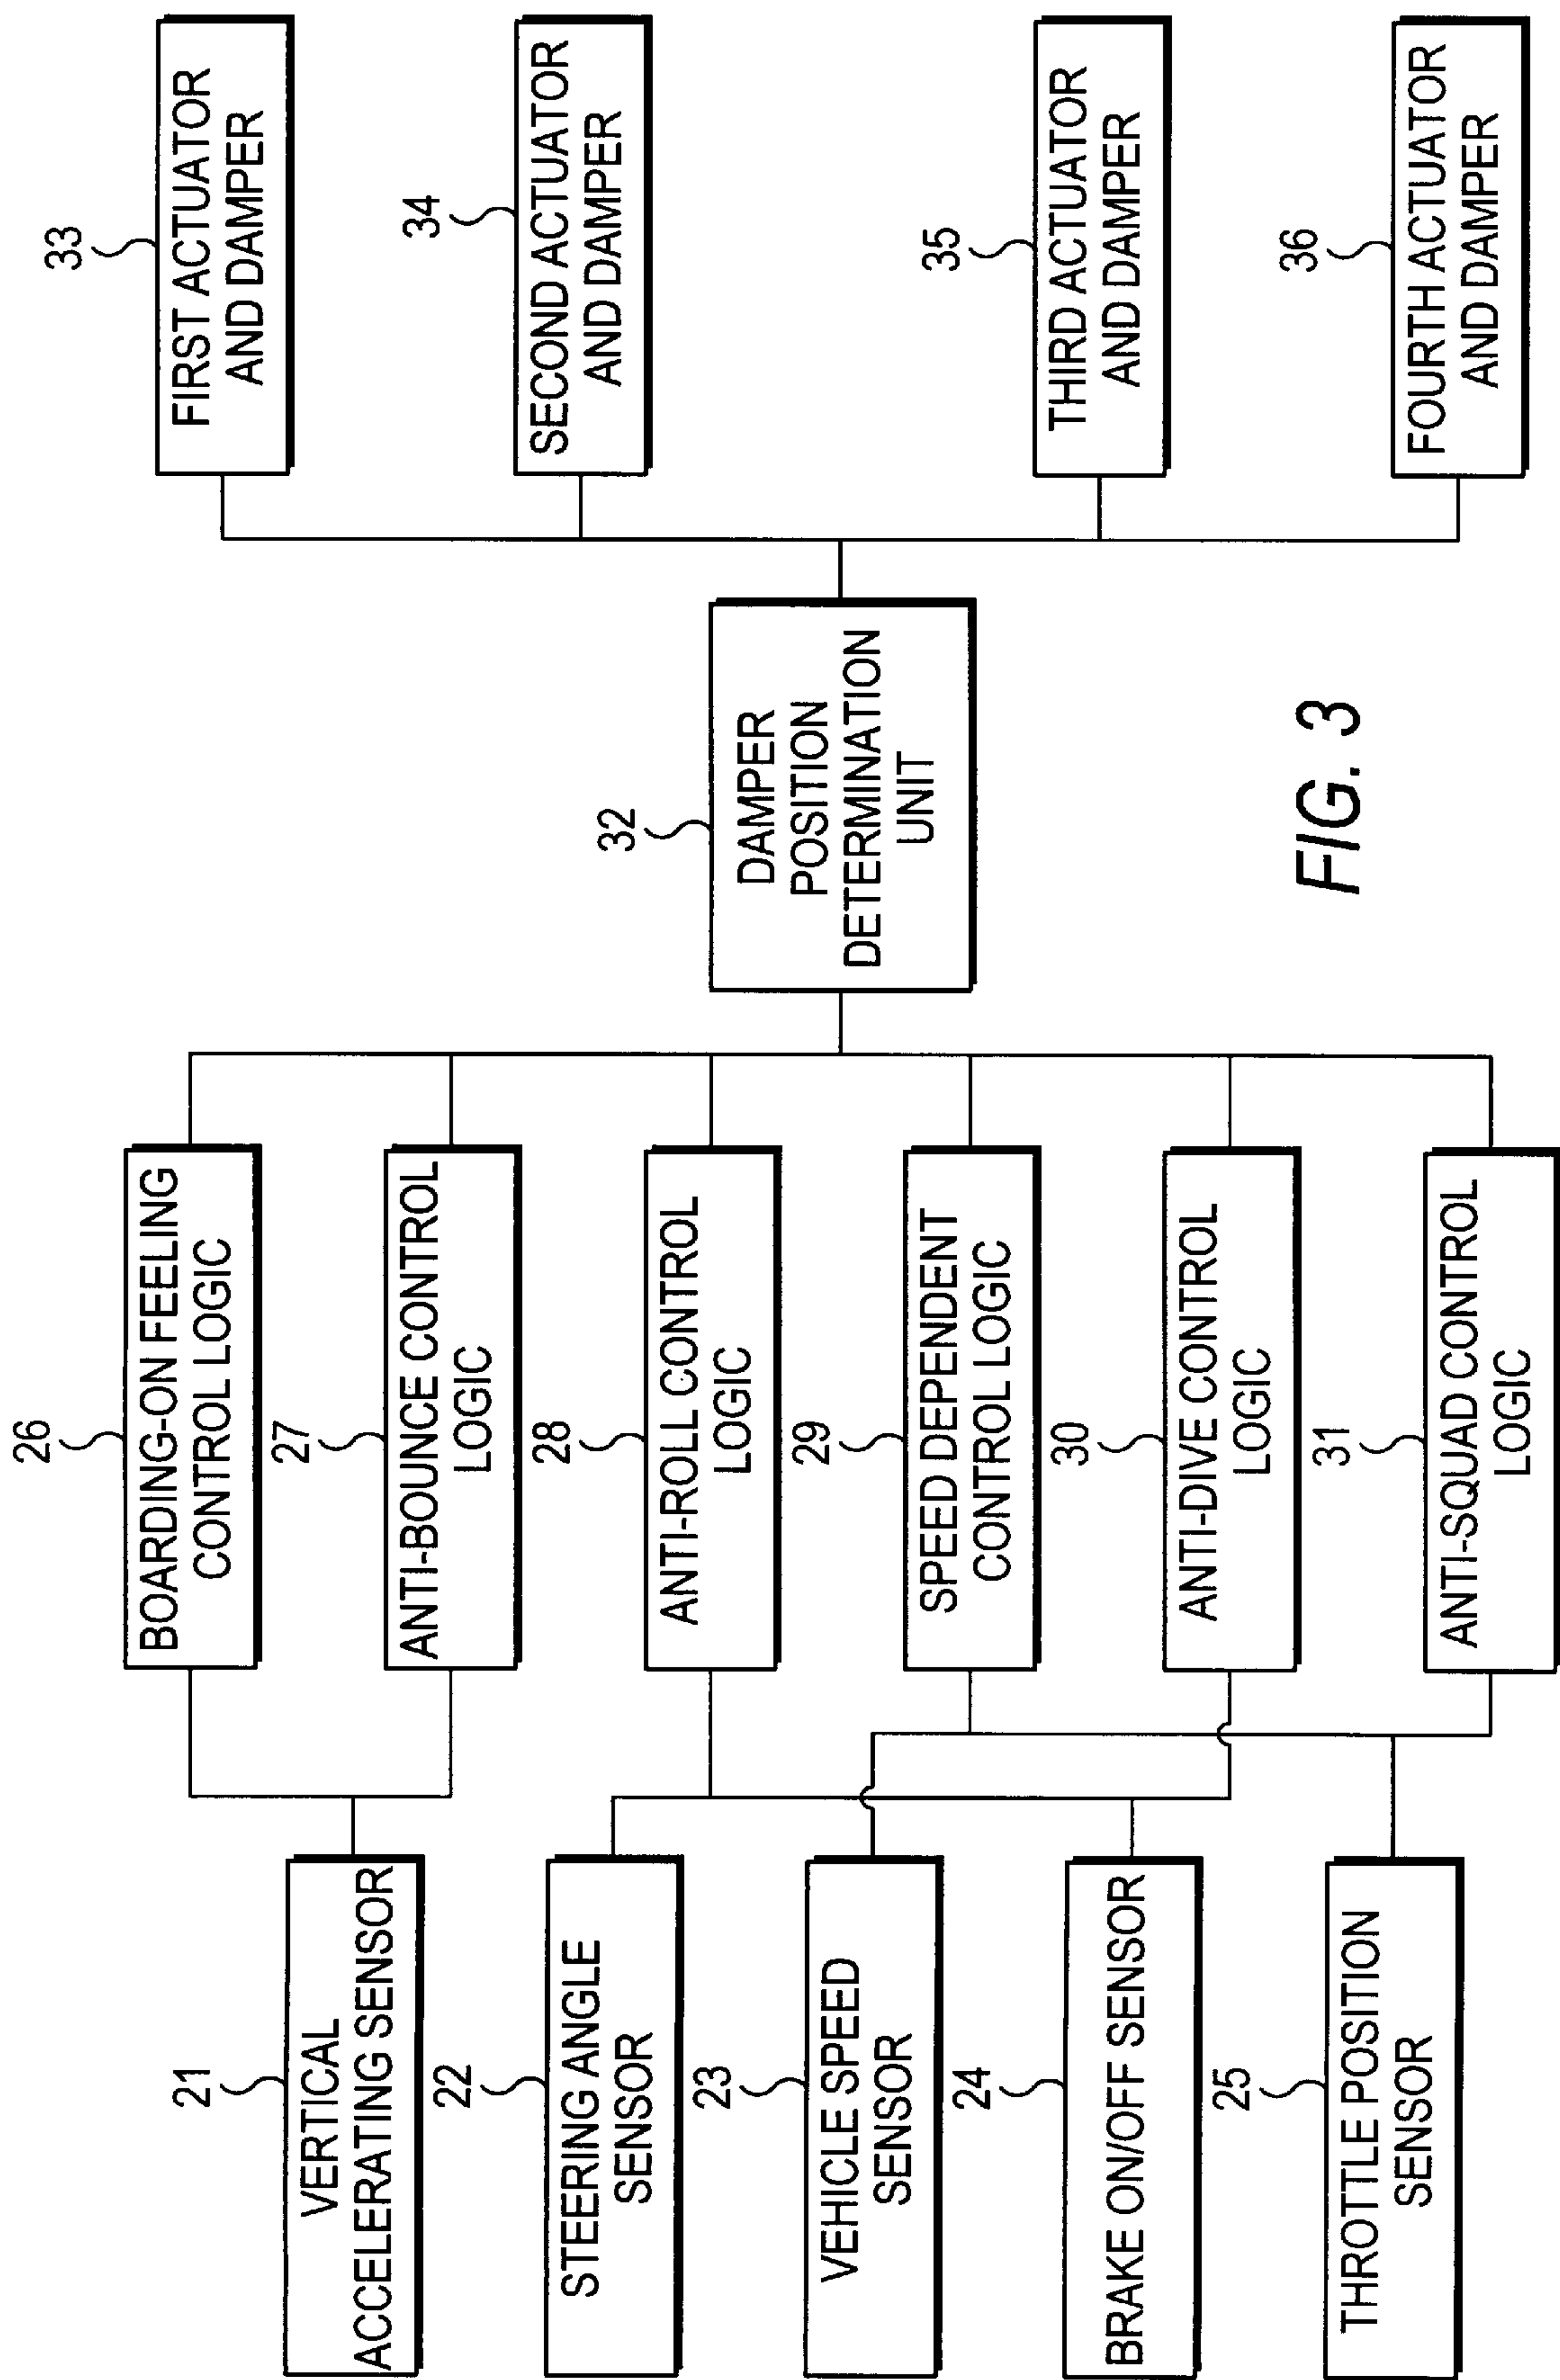 21
VERTICAL
ACCELERATING SENSOR
22
STEERING ANGLE
SENSOR
23
VEHICLE SPEED
SENSOR
24
BRAKE ON/OFF SENSOR
25
THROTTLE POSITION
SENSOR
26
BOARDING-ON FEELING
CONTROL LOGIC
27
ANTI-BOUNCE CONTROL
LOGIC
28
ANTI-ROLL CONTROL
LOGIC
29
SPEED DEPENDENT
CONTROL LOGIC
30
ANTI-DIVE CONTROL
LOGIC
31
ANTI-SQUAD CONTROL
LOGIC
32
DAMPER
POSITION
DETERMINATION
UNIT
33
FIRST ACTUATOR
AND DAMPER
34
SECOND ACTUATOR
AND DAMPER
35
THIRD ACTUATOR
AND DAMPER
36
FOURTH ACTUATOR
AND DAMPER
FIG. 3